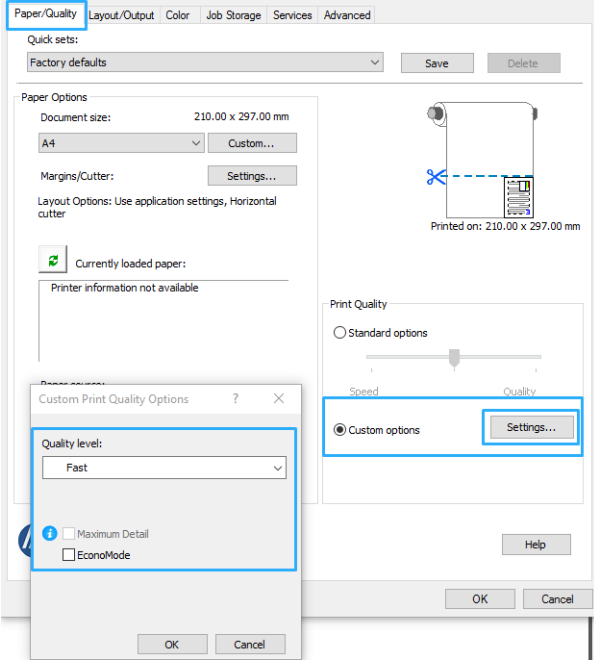 Paper/Quality Layout/Output Color Job Storage Services Advanced
Quick sets:
Factory defaults Save Delete
Paper Options
Document size: 210.00 x 297.00 mm
A4 Custom...
Margins/Cutter: Settings...
Layout Options: Use application settings, Horizontal
cutter
Printed on: 210.00 x 297.00 mm
Currently loaded paper:
Printer information not available
Print Quality
Standard options
Speed Quality
Custom options Settings...
Paper source:
Custom Print Quality Options ?
Quality level:
Fast
Maximum Detail
EconoMode
OK Cancel
Help
OK Cancel